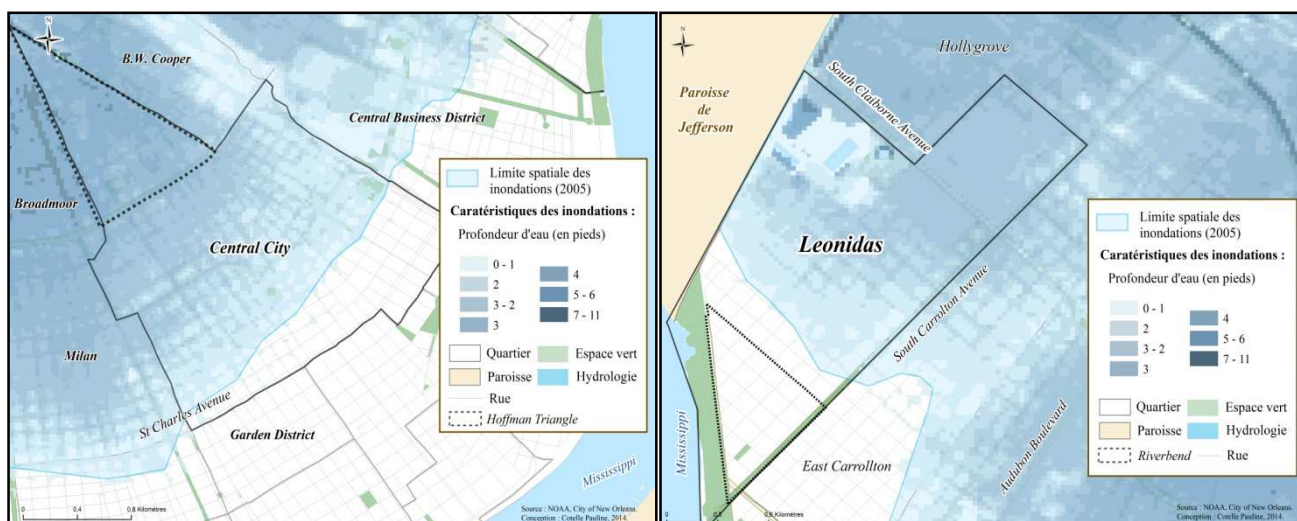 N
B.W. Cooper
Central Business District
Broadmoor
Central City
Milan
St Charles Avenue
Garden District
Mississippi
Limite spatiale des
inondations (2005)
Caratéristiques des inondations :
Profondeur d'eau (en pieds)
0 - 1
2
3 - 2
3
4
5 - 6
7 - 11
Quartier
Espace vert
Paroisse
Hydrologie
Rue
Hoffman Triangle
0
0,4
0,8 Kilomètres
Source : NOAA, City of New Orleans.
Conception : Cotelle Pauline, 2014.
N
Hollygrove
Paroisse
de
Jefferson
South Claiborne Avenue
Leonidas
South Carrolton Avenue
Mississippi
East Carrollton
Audubon Boulevard
Limite spatiale des
inondations (2005)
Caratéristiques des inondations :
Profondeur d'eau (en pieds)
0 - 1
2
3 - 2
3
4
5 - 6
7 - 11
Quartier
Espace vert
Paroisse
Hydrologie
Riverbend
Rue
0
0,8 Kilomètres
Source : NOAA, City of New Orleans.
Conception : Cotelle Pauline, 2014.